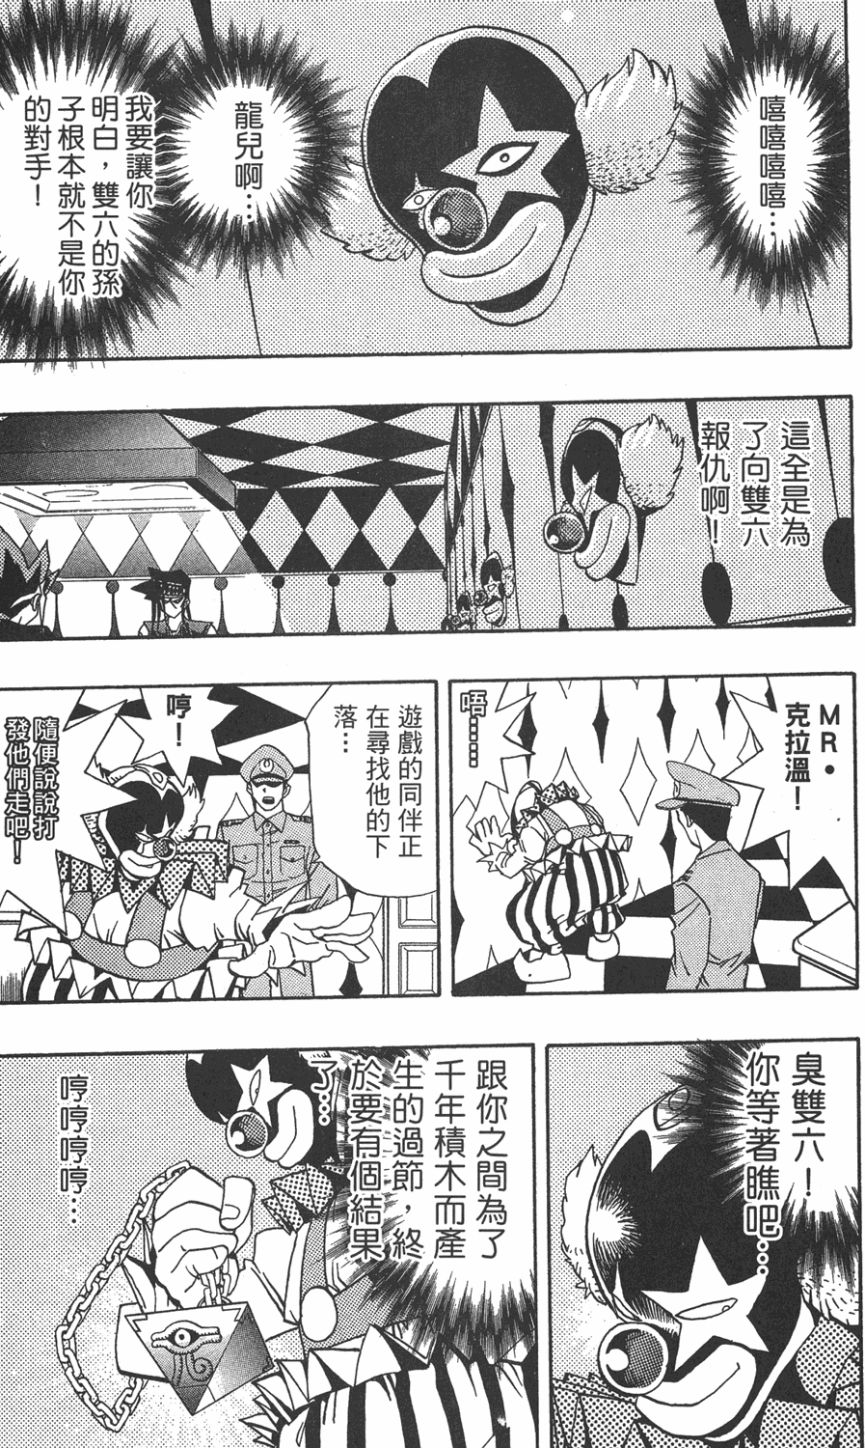 嘻嘻嘻嘻…
龍兒啊…
我要讓你
明白，雙六的孫
子根本就不是你
的對手！
這全是為
了向雙六
報仇啊！
MR•
克拉溫！
唔……
遊戲的同伴正
在尋找他的下
落…
哼！
隨便說說打
發他們走吧！
臭雙六！
你等著瞧吧…
跟你之間為了
千年積木而產
生的過節，終
於要有個結果
了…
哼哼哼哼…